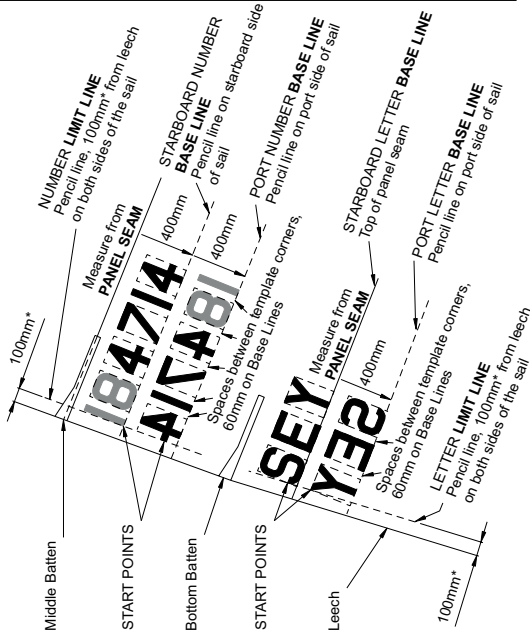 NUMBER LIMIT LINE
Pencil line, 100mm* from leech
on both sides of the sail
STARBOARD NUMBER
BASE LINE
Pencil line on starboard side
of sail
PORT NUMBER BASE LINE
Pencil line on port side of sail
100mm*
Measure from
PANEL SEAM
400mm
400mm
184714
184714
Spaces between template corners,
60mm on Base Lines
Middle Batten
START POINTS
Bottom Batten
START POINTS
Leech
STARBOARD LETTER BASE LINE
Top of panel seam
PORT LETTER BASE LINE
Pencil line on port side of sail
Measure from
PANEL SEAM
400mm
SEY
SEY
Spaces between template corners,
60mm on Base Lines
LETTER LIMIT LINE
Pencil line, 100mm* from leech
on both sides of the sail
100mm*